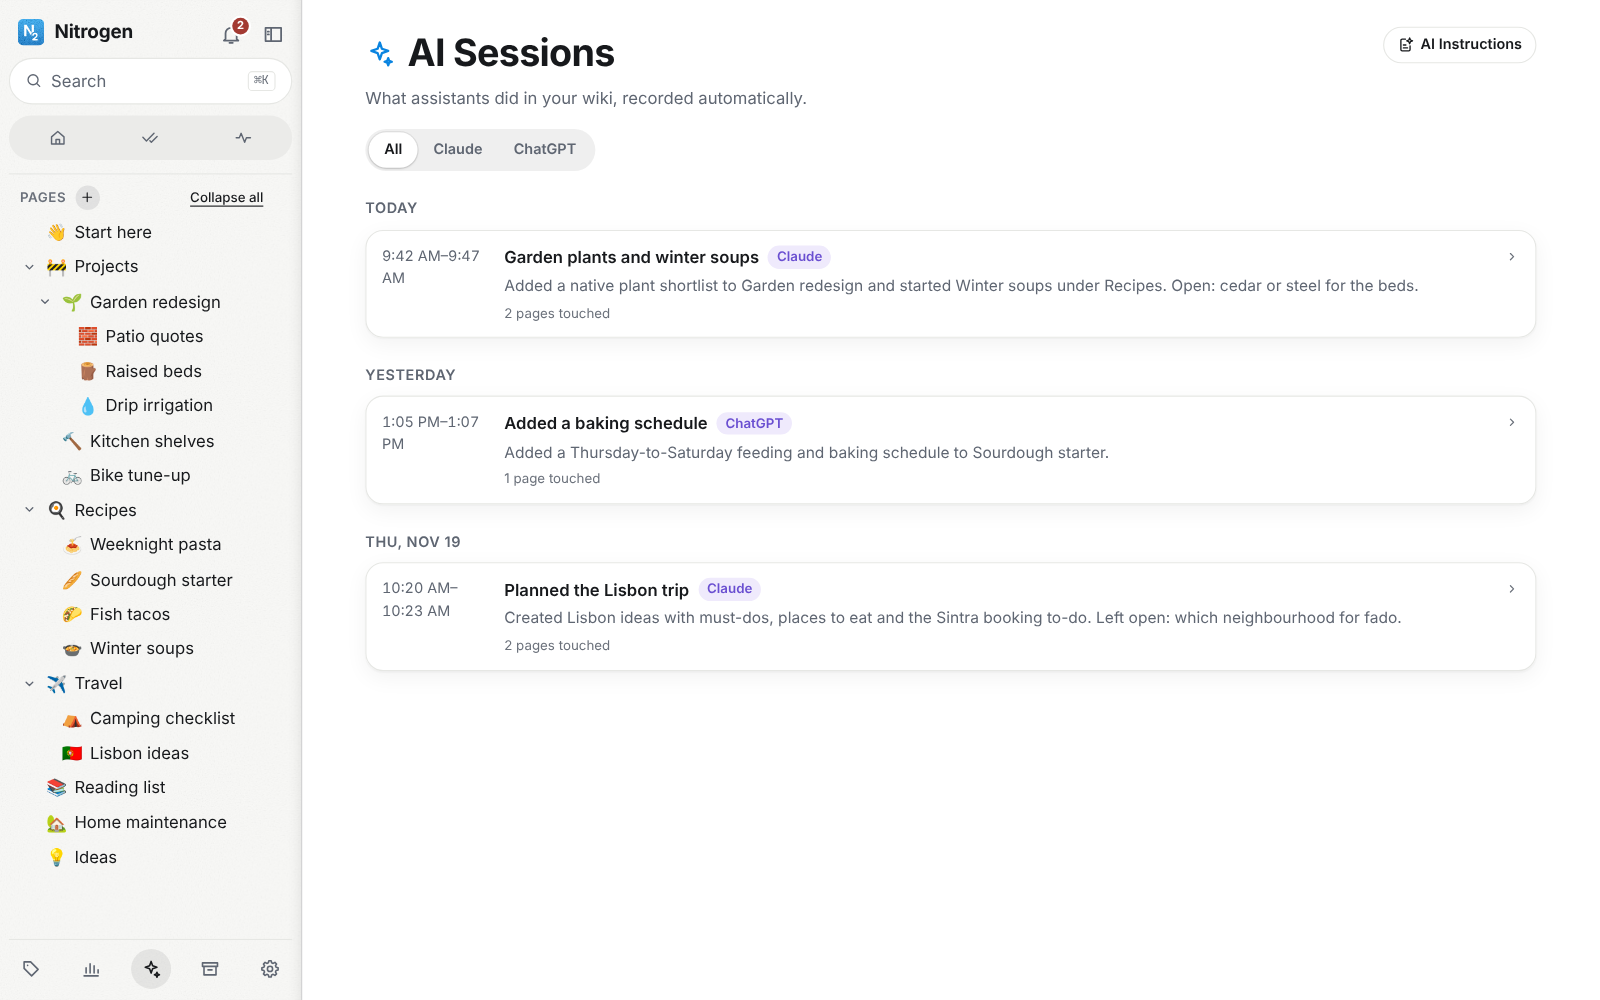 Nitrogen
2
Search
⌘K
PAGES
Collapse all
Start here
Projects
Garden redesign
Patio quotes
Raised beds
Drip irrigation
Kitchen shelves
Bike tune-up
Recipes
Weeknight pasta
Sourdough starter
Fish tacos
Winter soups
Travel
Camping checklist
Lisbon ideas
Reading list
Home maintenance
Ideas
AI Sessions
AI Instructions
What assistants did in your wiki, recorded automatically.
All Claude ChatGPT
TODAY
9:42 AM–9:47
AM
Garden plants and winter soups Claude
Added a native plant shortlist to Garden redesign and started Winter soups under Recipes. Open: cedar or steel for the beds.
2 pages touched
YESTERDAY
1:05 PM–1:07
PM
Added a baking schedule ChatGPT
Added a Thursday-to-Saturday feeding and baking schedule to Sourdough starter.
1 page touched
THU, NOV 19
10:20 AM–
10:23 AM
Planned the Lisbon trip Claude
Created Lisbon ideas with must-dos, places to eat and the Sintra booking to-do. Left open: which neighbourhood for fado.
2 pages touched